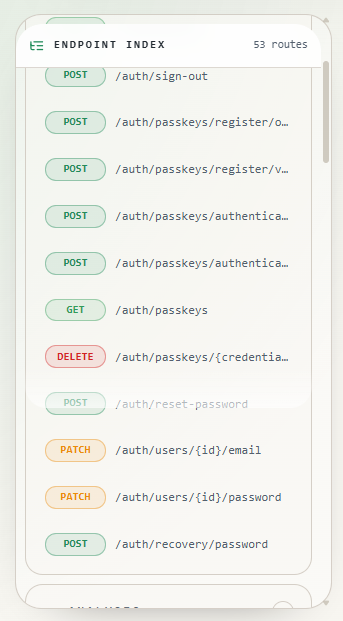 ENDPOINT INDEX 53 routes
POST /auth/sign-out
POST /auth/passkeys/register/o…
POST /auth/passkeys/register/v…
POST /auth/passkeys/authentica…
POST /auth/passkeys/authentica…
GET /auth/passkeys
DELETE /auth/passkeys/{credentia…
POST /auth/reset-password
PATCH /auth/users/{id}/email
PATCH /auth/users/{id}/password
POST /auth/recovery/password